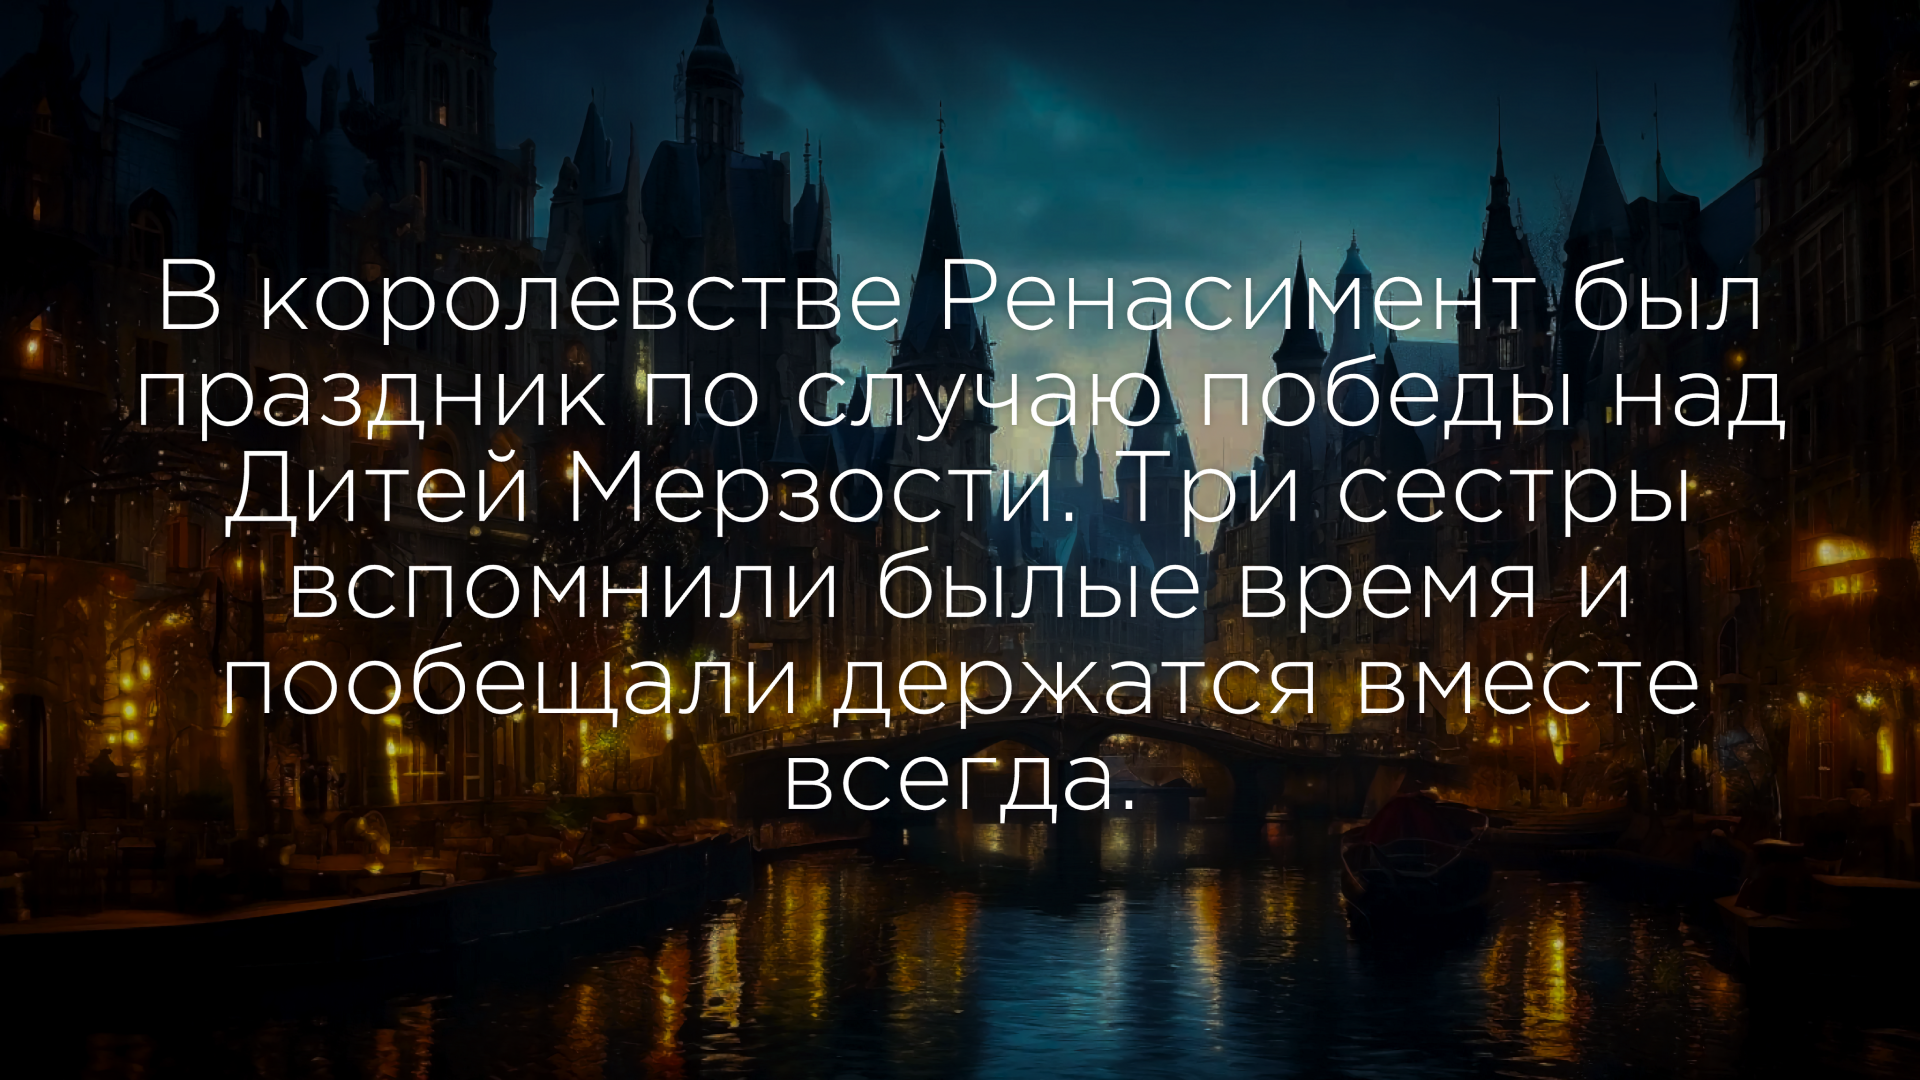 В королевстве Ренасимент был
праздник по случаю победы над
Дитей Мерзости. Три сестры
вспомнили былые время и
пообещали держатся вместе
всегда.